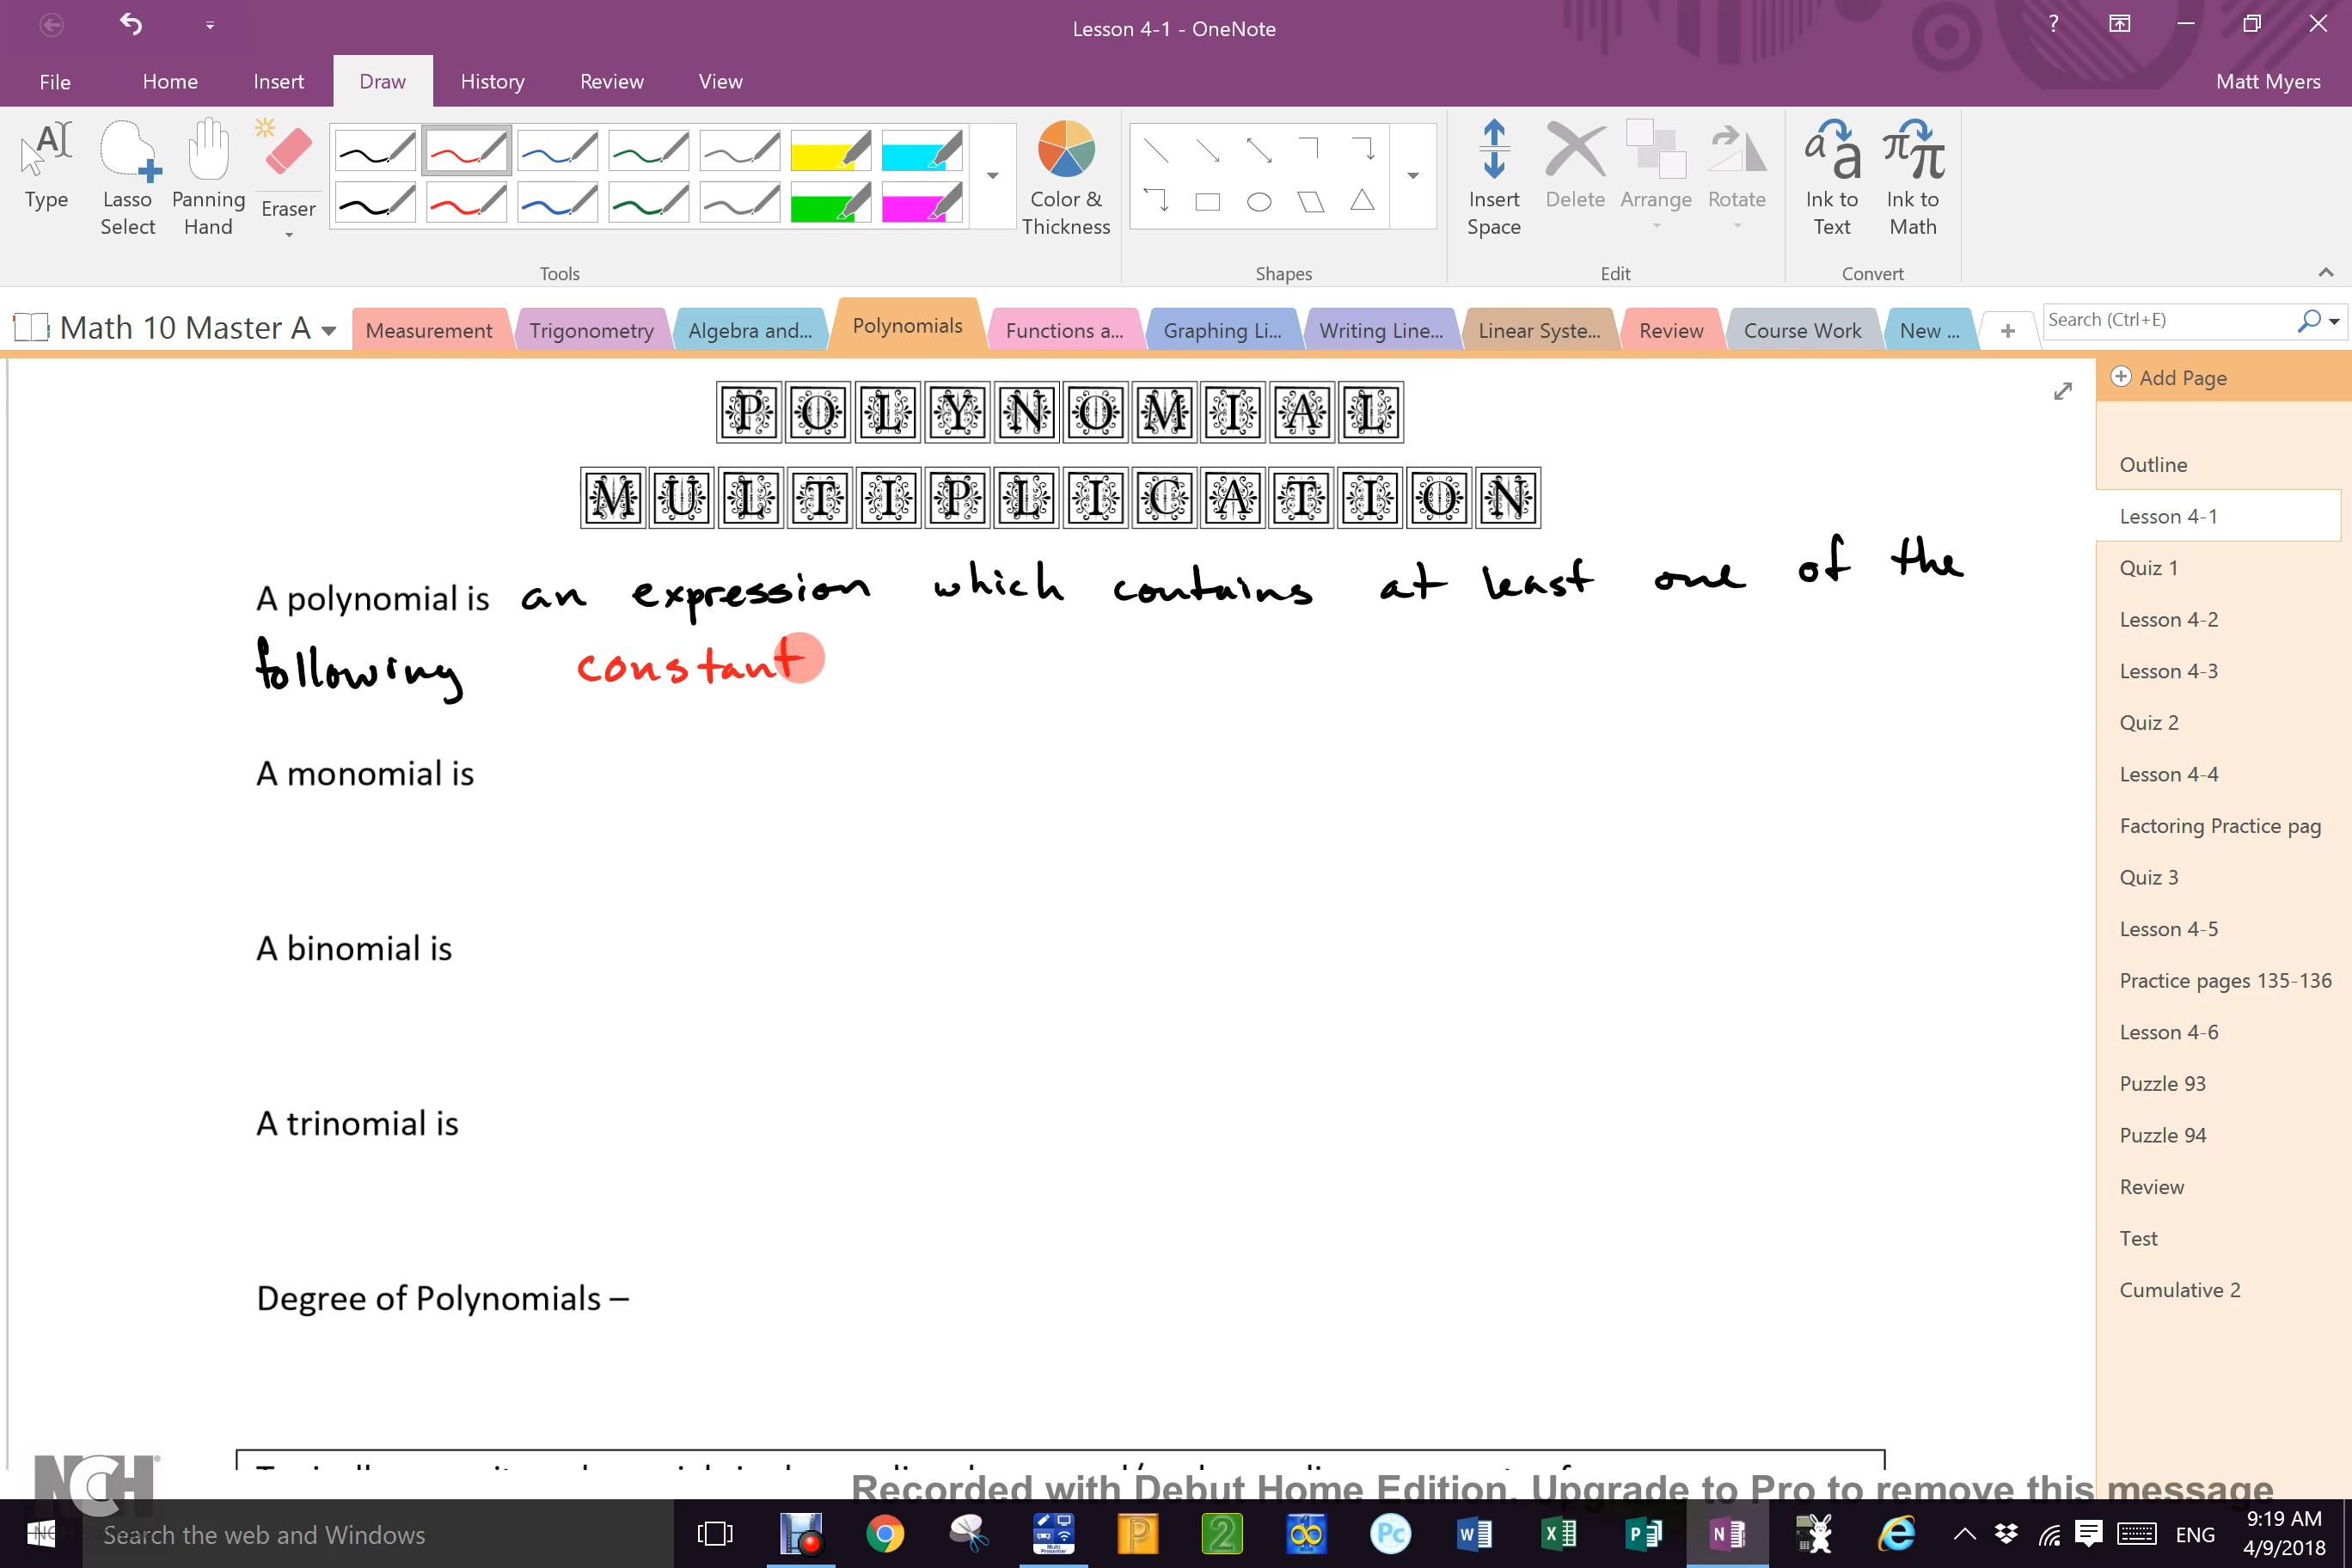 Lesson 4-1 - OneNote
?
Matt Myers
File Home Insert Draw History Review View
Type
Lasso Select
Panning Hand
Eraser
Color & Thickness
Insert Space
Delete
Arrange
Rotate
Ink to Text
Ink to Math
Tools
Shapes
Edit
Convert
Math 10 Master A
Measurement
Trigonometry
Algebra and...
Polynomials
Functions a...
Graphing Li...
Writing Line...
Linear Syste...
Review
Course Work
New ...
Search (Ctrl+E)
POLYNOMIAL
MULTIPLICATION
A polynomial is an expression which contains at least one of the
following constant
A monomial is
A binomial is
A trinomial is
Degree of Polynomials –
Add Page
Outline
Lesson 4-1
Quiz 1
Lesson 4-2
Lesson 4-3
Quiz 2
Lesson 4-4
Factoring Practice pag
Quiz 3
Lesson 4-5
Practice pages 135-136
Lesson 4-6
Puzzle 93
Puzzle 94
Review
Test
Cumulative 2
NCH
Recorded with Debut Home Edition. Upgrade to Pro to remove this message
Search the web and Windows
ENG
9:19 AM
4/9/2018